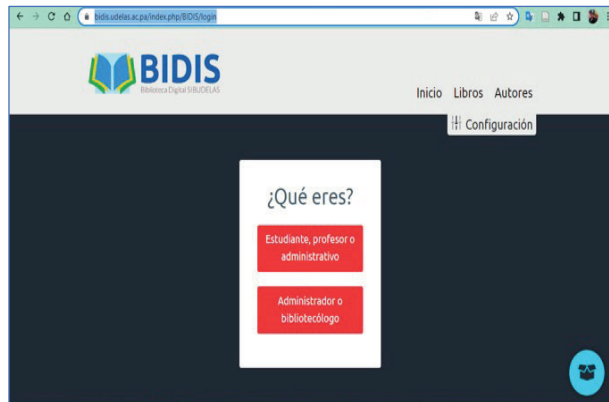 bidis.udelas.ac.pa/index.php/BIDIS/login
BIDIS
Biblioteca Digital SIBUDELAS
Inicio Libros Autores
Configuración
¿Qué eres?
Estudiante, profesor o
administrativo
Administrador o
bibliotecólogo